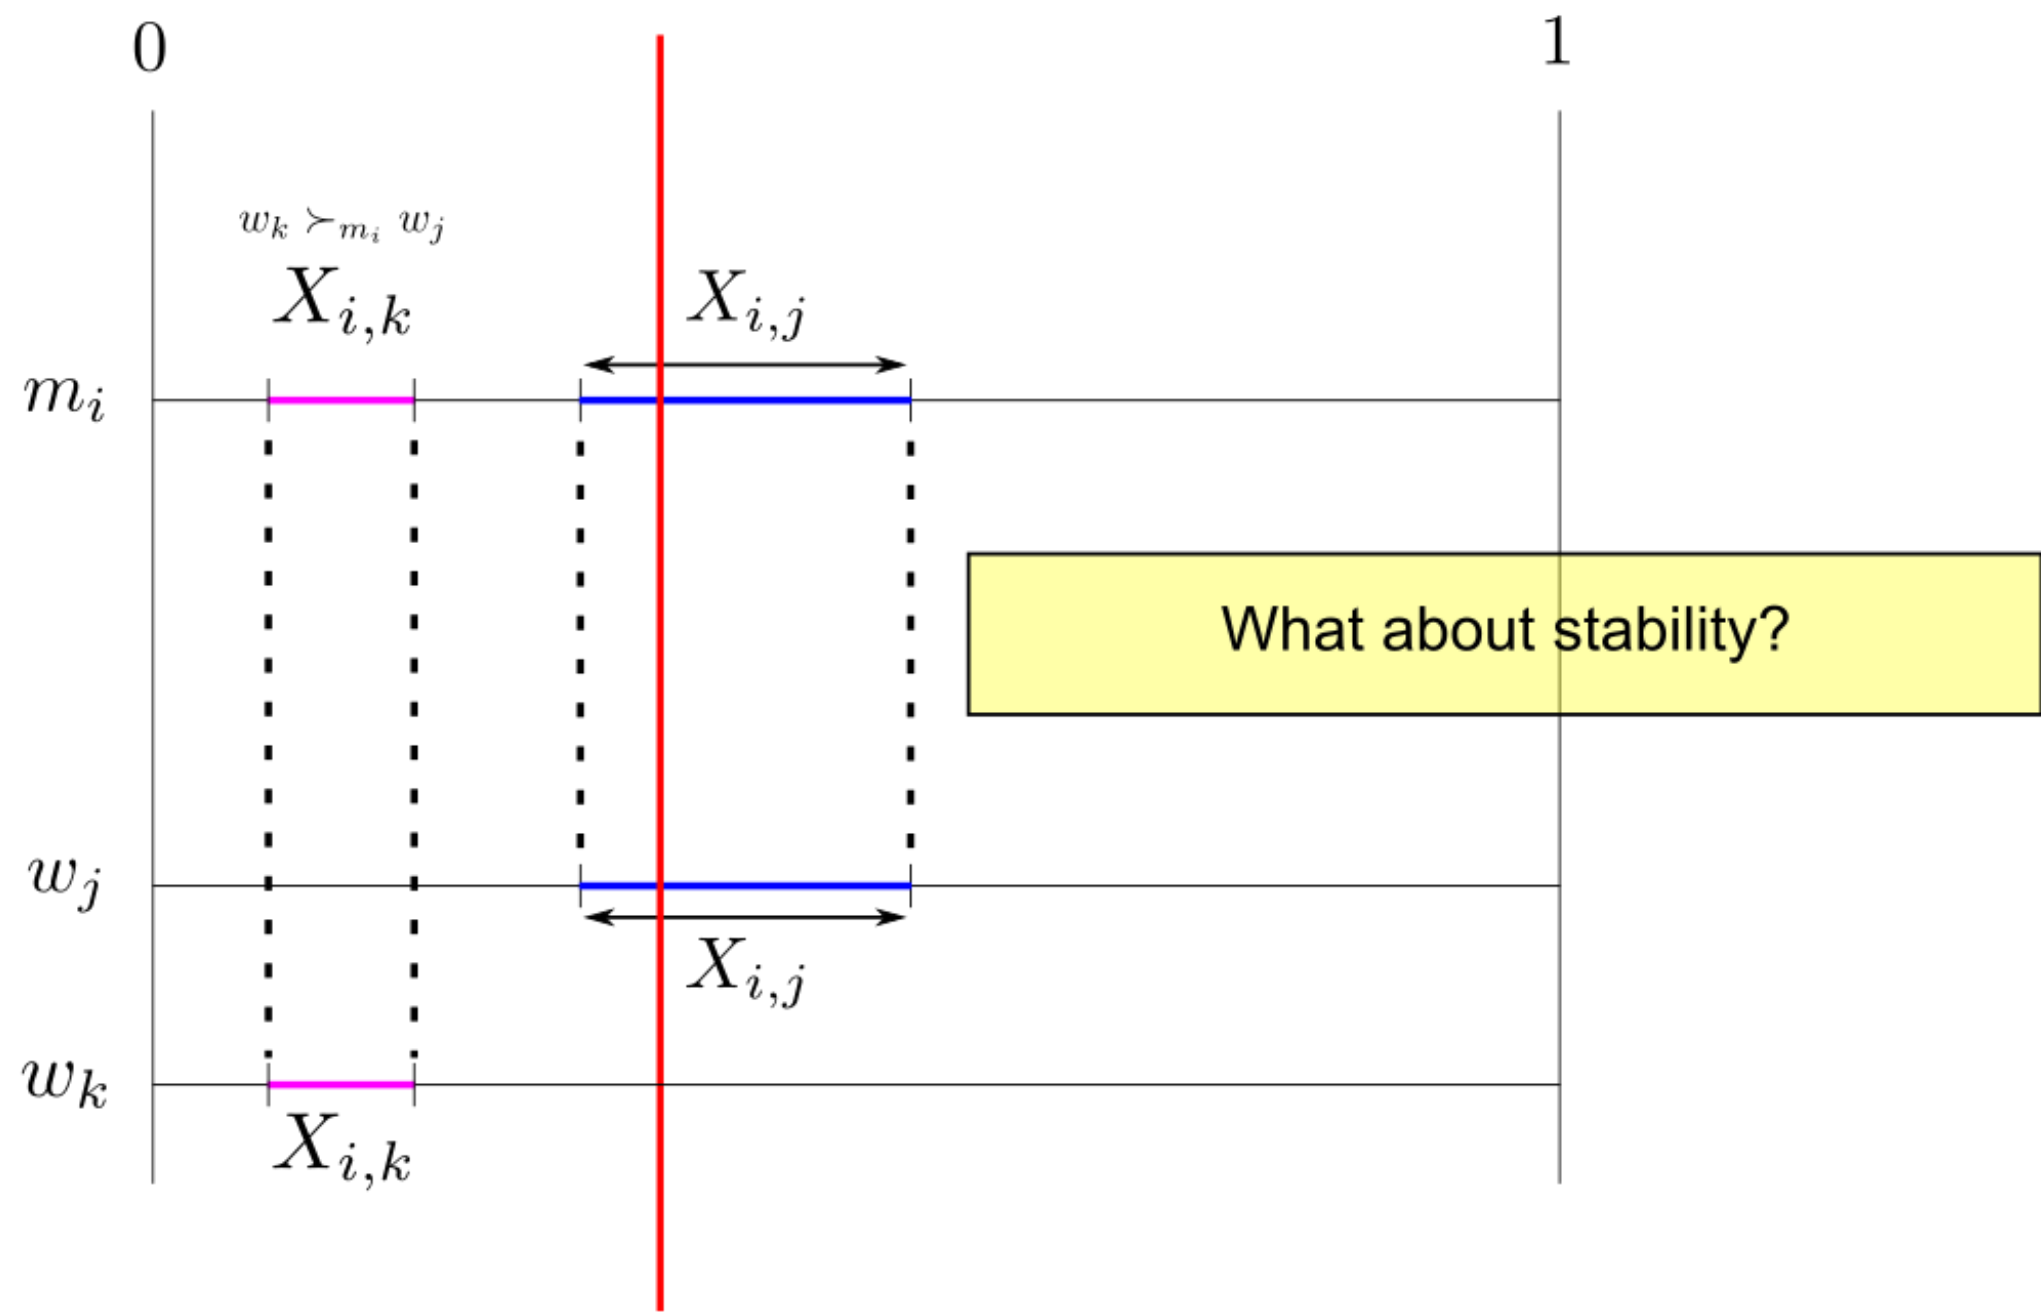 0
1
w_k ≻_{m_i} w_j
X_{i,k}
X_{i,j}
m_i
What about stability?
w_j
X_{i,j}
w_k
X_{i,k}